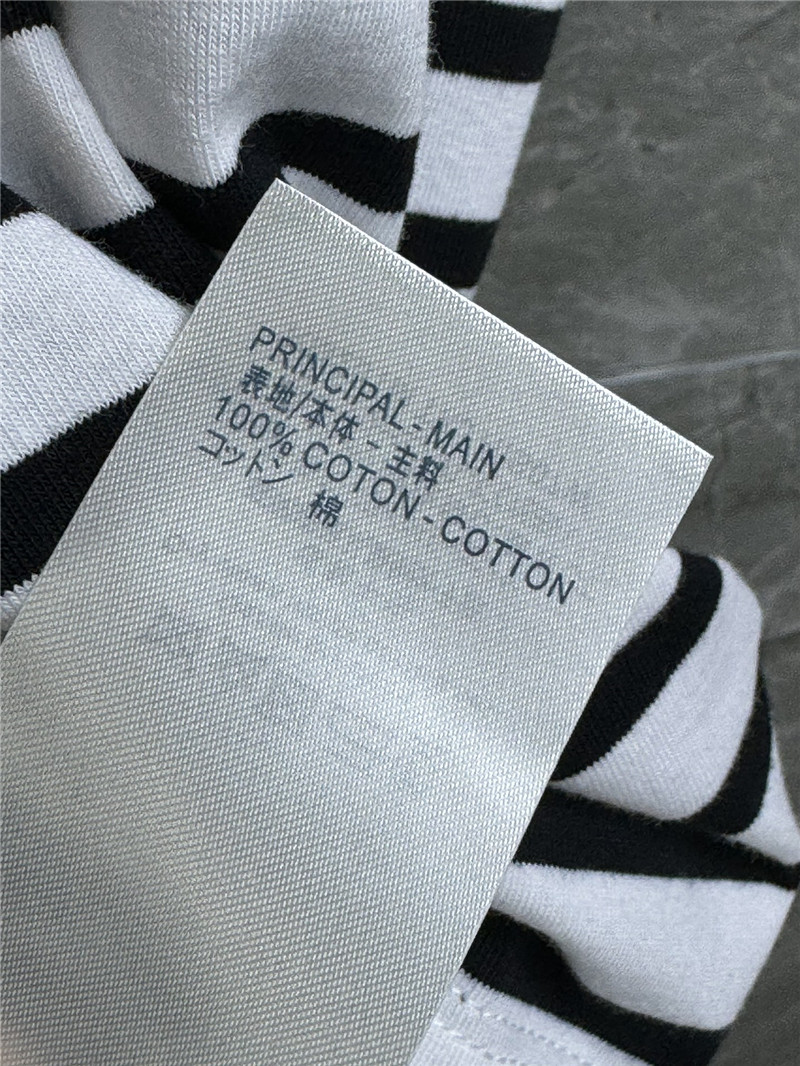 PRINCIPAL - MAIN
表地/本体 - 主料
100% COTON - COTTON
コットン 棉